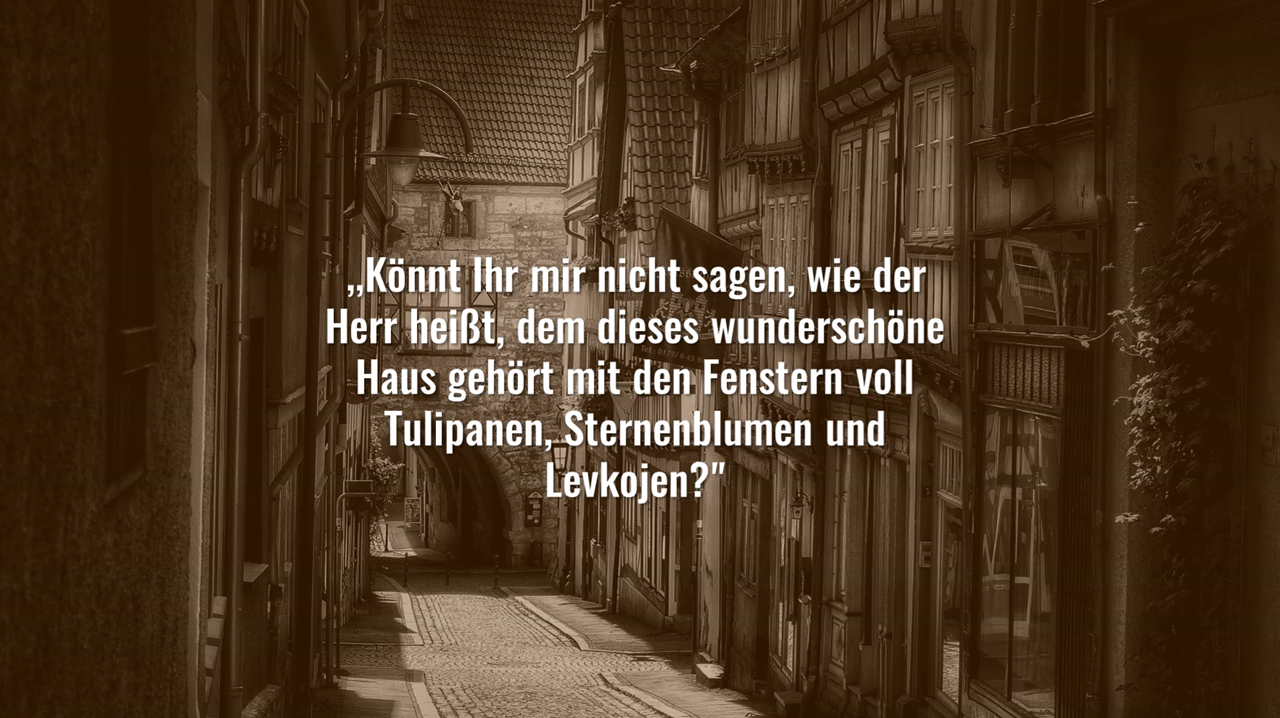 ,,Könnt Ihr mir nicht sagen, wie der
Herr heißt, dem dieses wunderschöne
Haus gehört mit den Fenstern voll
Tulipanen, Sternenblumen und
Levkojen?"